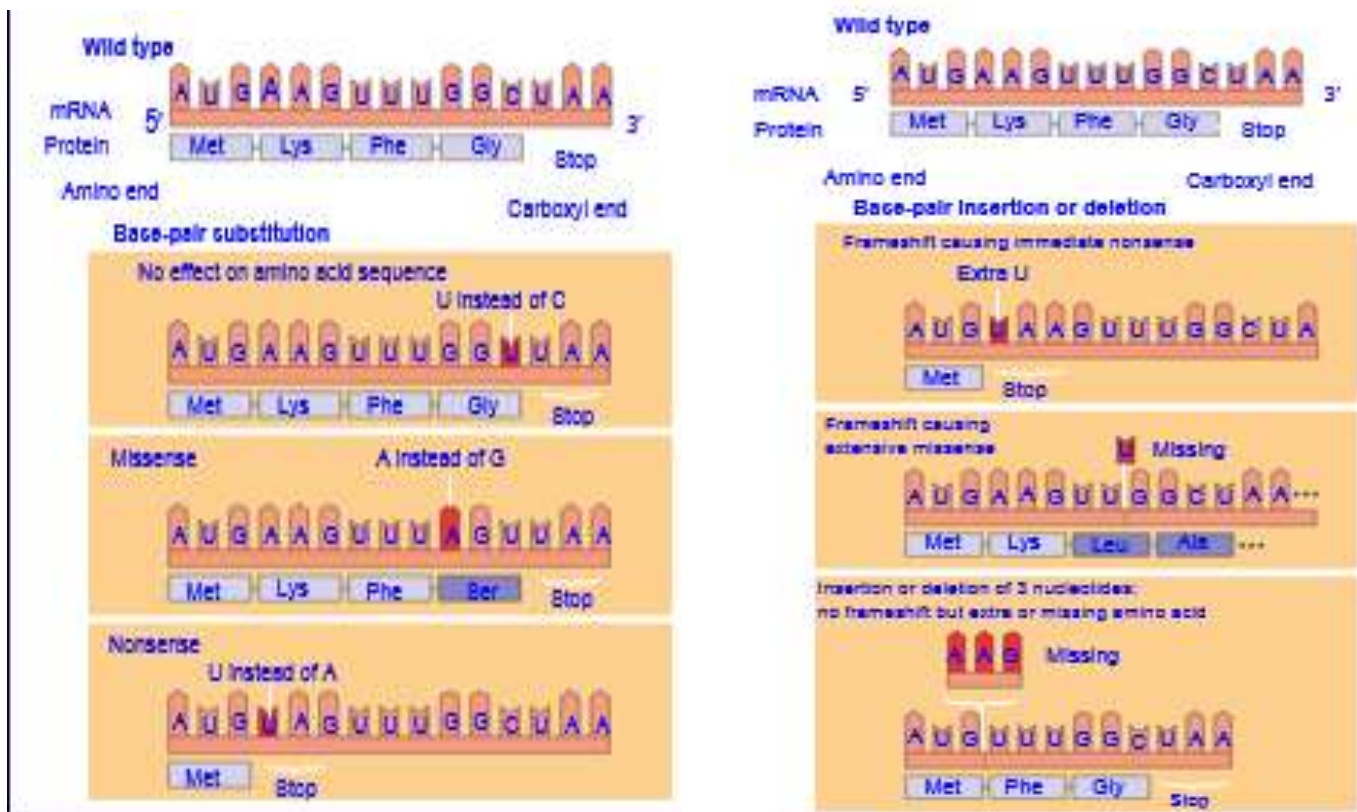 Wild type
A U G A A G U U U G G C U A A
mRNA 5' 3'
Protein Met Lys Phe Gly Stop
Amino end Carboxyl end
Base-pair substitution
No effect on amino acid sequence
U instead of C
A U G A A G U U U G G U U A A
Met Lys Phe Gly Stop
Missense A instead of G
A U G A A G U U U A G U U A A
Met Lys Phe Ser Stop
Nonsense
U instead of A
A U G U A G U U U G G C U A A
Met Stop
Wild type
A U G A A G U U U G G C U A A
mRNA 5' 3'
Protein Met Lys Phe Gly Stop
Amino end Carboxyl end
Base-pair insertion or deletion
Frameshift causing immediate nonsense
Extra U
A U G U A A G U U U G G C U A
Met Stop
Frameshift causing
extensive missense U Missing
A U G A A G U U G G C U A A ...
Met Lys Leu Ala ...
Insertion or deletion of 3 nucleotides:
no frameshift but extra or missing amino acid
A A G Missing
A U G U U U G G C U A A
Met Phe Gly Stop